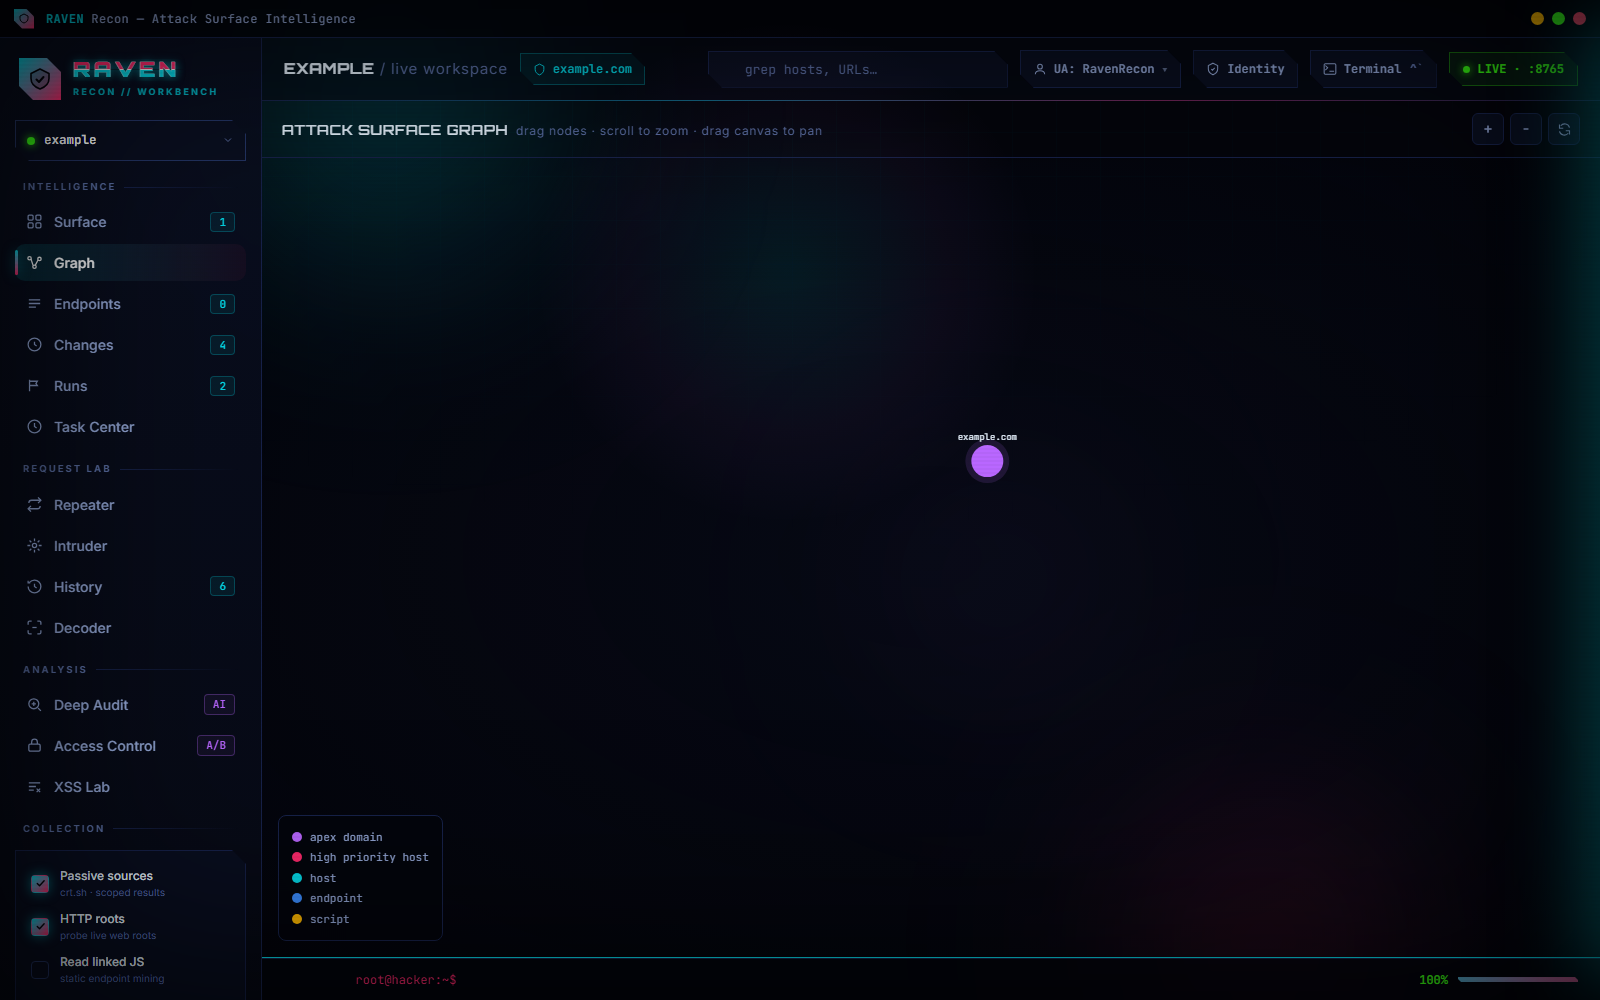 RAVEN Recon — Attack Surface Intelligence
RAVEN
RECON // WORKBENCH
EXAMPLE / live workspace
example.com
grep hosts, URLs…
UA: RavenRecon ▾
Identity
Terminal ^`
LIVE · :8765
example
ATTACK SURFACE GRAPH drag nodes · scroll to zoom · drag canvas to pan
+
-
INTELLIGENCE
Surface 1
Graph
Endpoints 0
Changes 4
Runs 2
Task Center
REQUEST LAB
Repeater
Intruder
History 6
Decoder
ANALYSIS
Deep Audit AI
Access Control A/B
XSS Lab
COLLECTION
Passive sources
crt.sh · scoped results
HTTP roots
probe live web roots
Read linked JS
static endpoint mining
example.com
apex domain
high priority host
host
endpoint
script
root@hacker:~$
100%